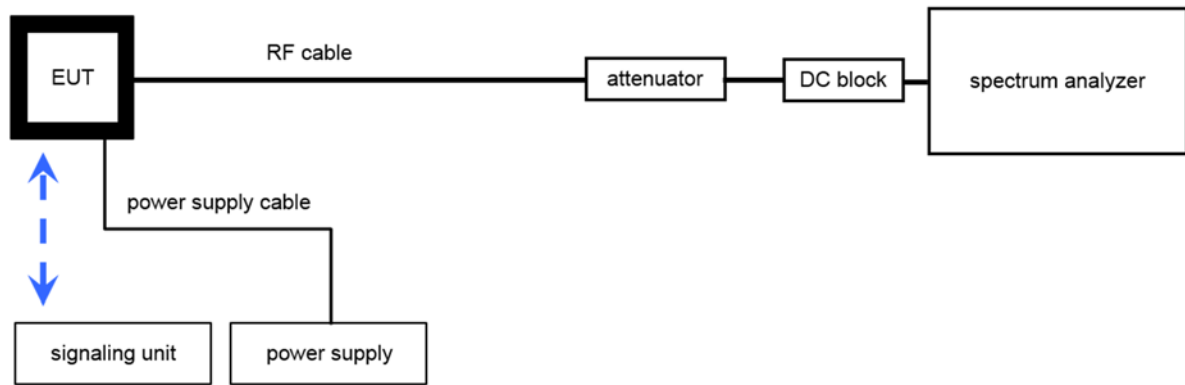 EUT
RF cable
attenuator
DC block
spectrum analyzer
power supply cable
signaling unit
power supply